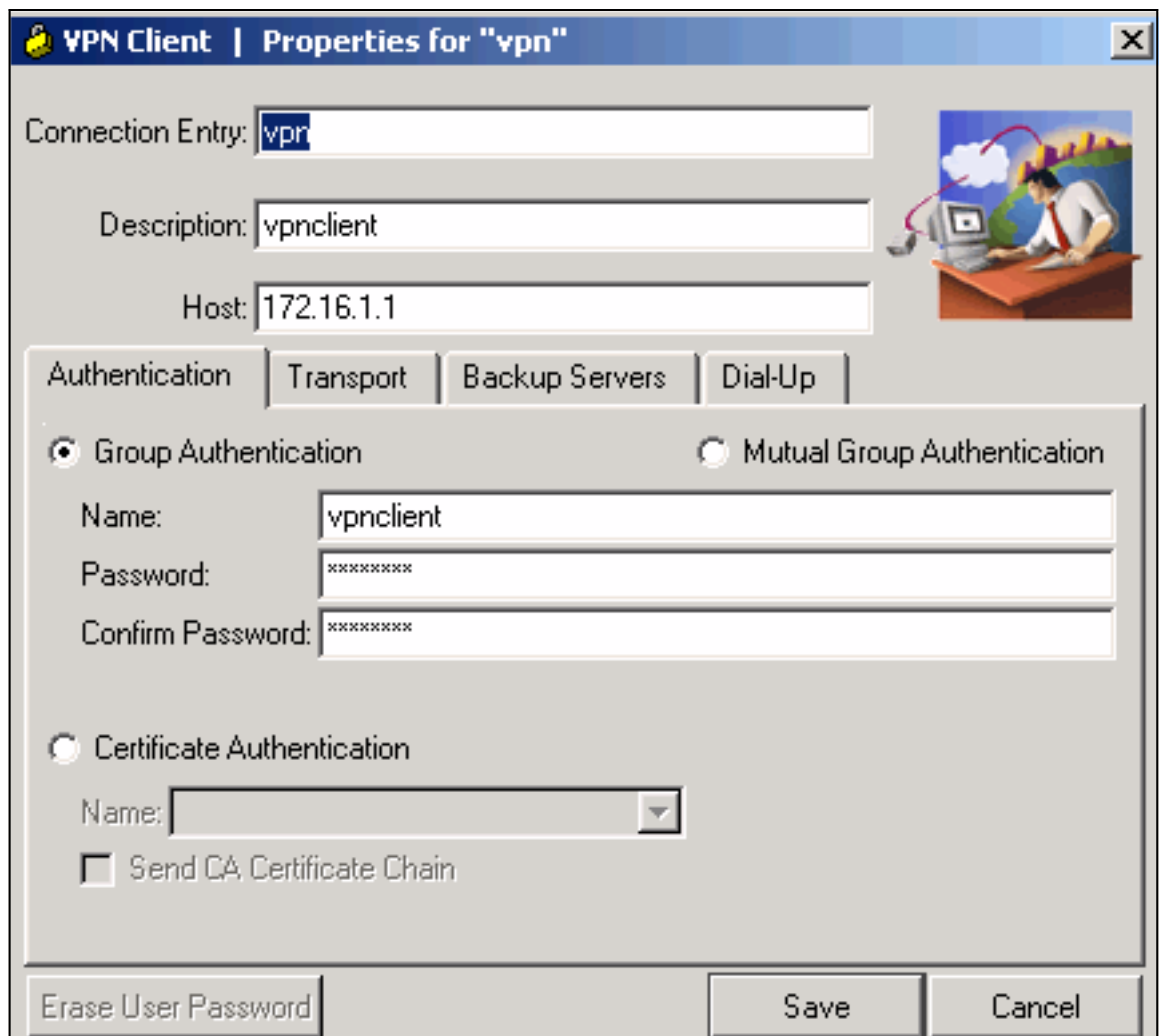 VPN Client | Properties for "vpn"
Connection Entry: vpn
Description: vpnclient
Host: 172.16.1.1
Authentication Transport Backup Servers Dial-Up
Group Authentication Mutual Group Authentication
Name: vpnclient
Password: ********
Confirm Password: ********
Certificate Authentication
Name:
Send CA Certificate Chain
Erase User Password Save Cancel